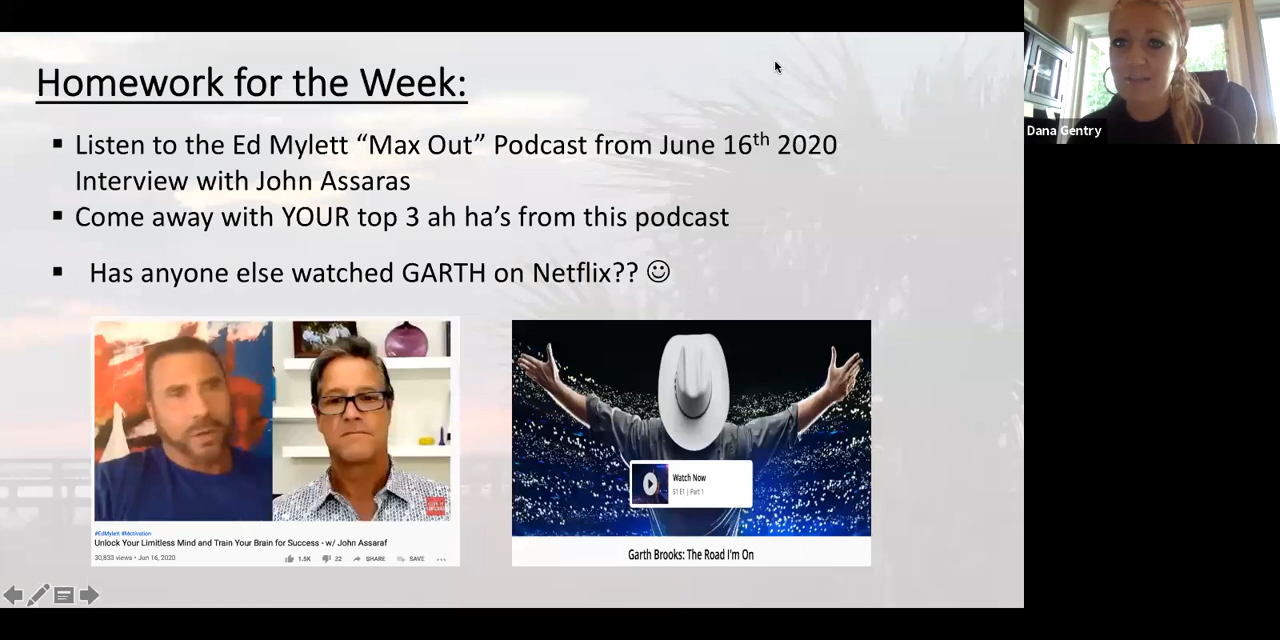 Homework for the Week:
Dana Gentry
▪ Listen to the Ed Mylett “Max Out” Podcast from June 16th 2020
Interview with John Assaras
▪ Come away with YOUR top 3 ah ha’s from this podcast
▪ Has anyone else watched GARTH on Netflix?? ☺
#EdMylett #Motivation
Unlock Your Limitless Mind and Train Your Brain for Success - w/ John Assaraf
30,833 views • Jun 16, 2020 1.5K 22 SHARE SAVE ...
Watch Now
S1 E1 | Part 1
Garth Brooks: The Road I'm On